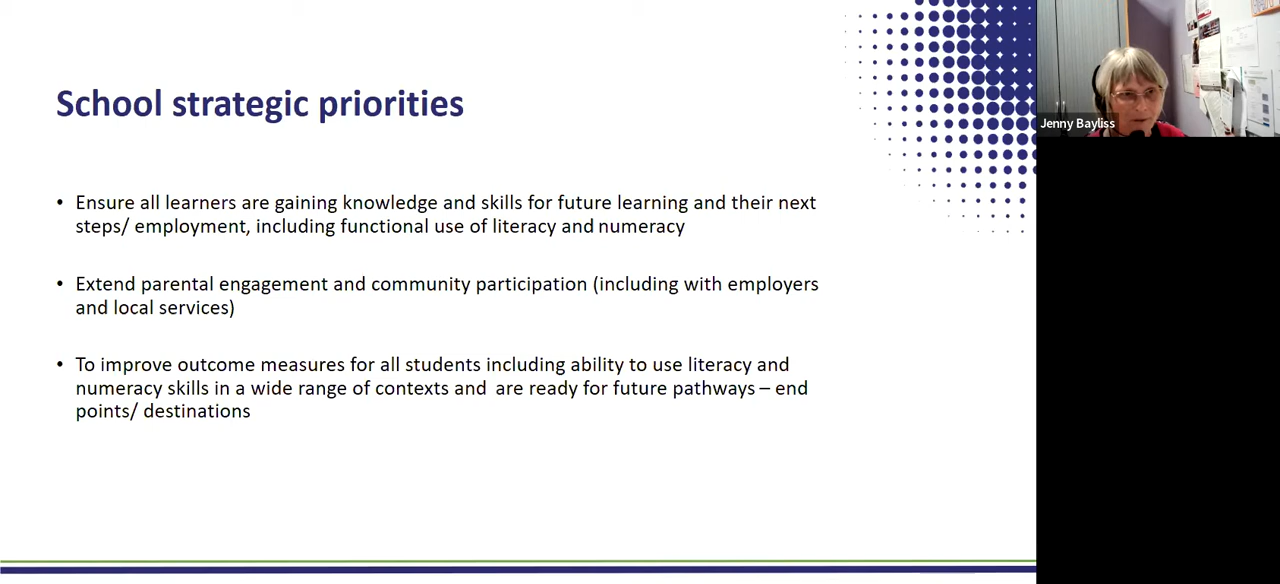 School strategic priorities
Jenny Bayliss
• Ensure all learners are gaining knowledge and skills for future learning and their next
steps/ employment, including functional use of literacy and numeracy
• Extend parental engagement and community participation (including with employers
and local services)
• To improve outcome measures for all students including ability to use literacy and
numeracy skills in a wide range of contexts and  are ready for future pathways – end
points/ destinations